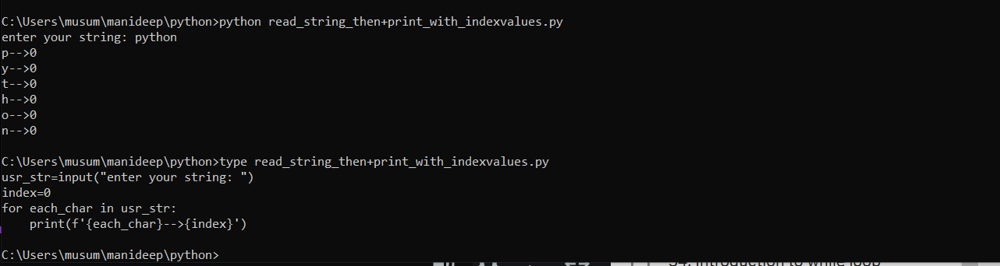 C:\Users\musum\manideep\python>python read_string_then+print_with_indexvalues.py
enter your string: python
p-->0
y-->0
t-->0
h-->0
o-->0
n-->0
C:\Users\musum\manideep\python>type read_string_then+print_with_indexvalues.py
usr_str=input("enter your string: ")
index=0
for each_char in usr_str:
    print(f'{each_char}-->{index}')
C:\Users\musum\manideep\python>
34. Introduction to while loop